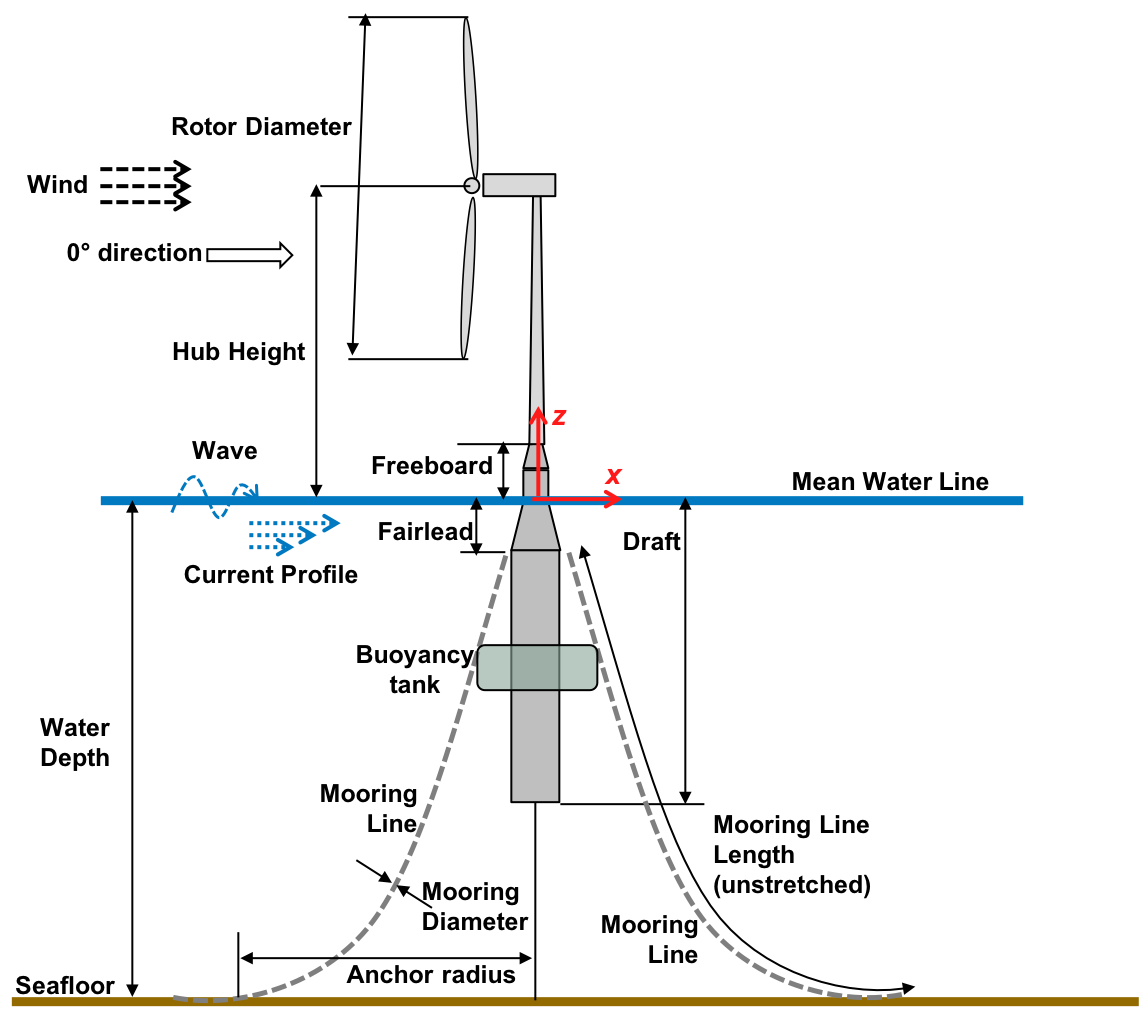 Rotor Diameter
Wind
0° direction
Hub Height
z
Wave
Freeboard
x
Mean Water Line
Fairlead
Draft
Current Profile
Buoyancy
tank
Water
Depth
Mooring
Line
Mooring Line
Length
(unstretched)
Mooring
Diameter
Mooring
Line
Anchor radius
Seafloor